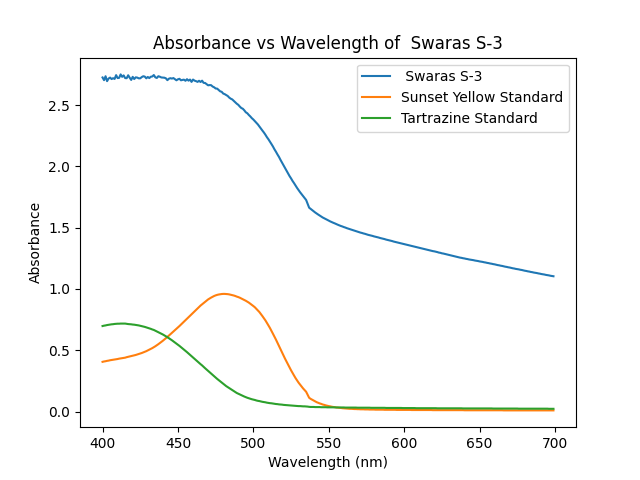 Absorbance vs Wavelength of  Swaras S-3
Swaras S-3
Sunset Yellow Standard
Tartrazine Standard
Absorbance
2.5
2.0
1.5
1.0
0.5
0.0
400 450 500 550 600 650 700
Wavelength (nm)